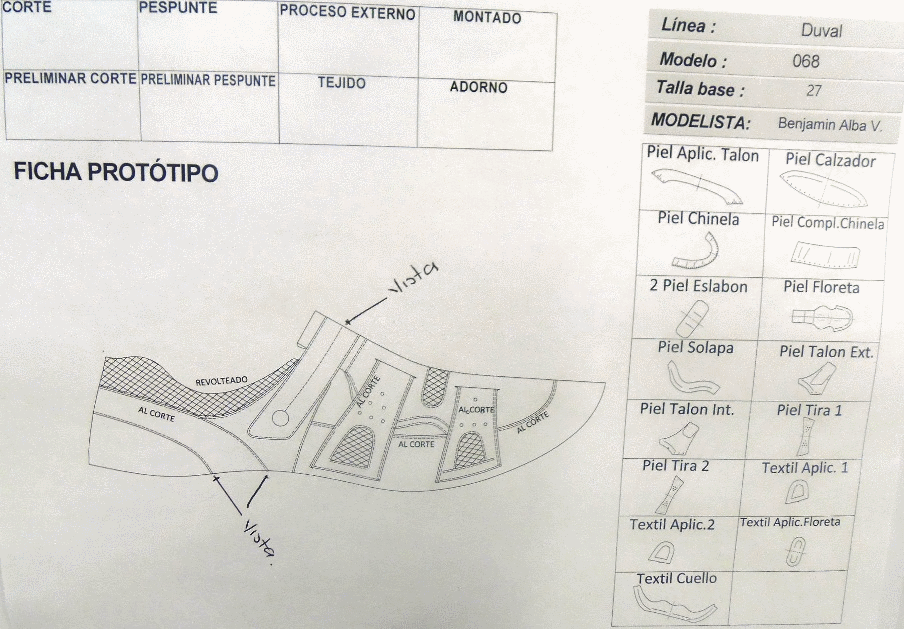 CORTE
PESPUNTE
PROCESO EXTERNO
MONTADO
PRELIMINAR CORTE
PRELIMINAR PESPUNTE
TEJIDO
ADORNO
FICHA PROTÓTIPO
Línea : Duval
Modelo : 068
Talla base : 27
MODELISTA: Benjamin Alba V.
Piel Aplic. Talon
Piel Calzador
Piel Chinela
Piel Compl.Chinela
2 Piel Eslabon
Piel Floreta
Piel Solapa
Piel Talon Ext.
Piel Talon Int.
Piel Tira 1
Piel Tira 2
Textil Aplic. 1
Textil Aplic.2
Textil Aplic.Floreta
Textil Cuello
Vista
REVOLTEADO
AL CORTE
AL CORTE
AL CORTE
AL CORTE
AL CORTE
Vista.